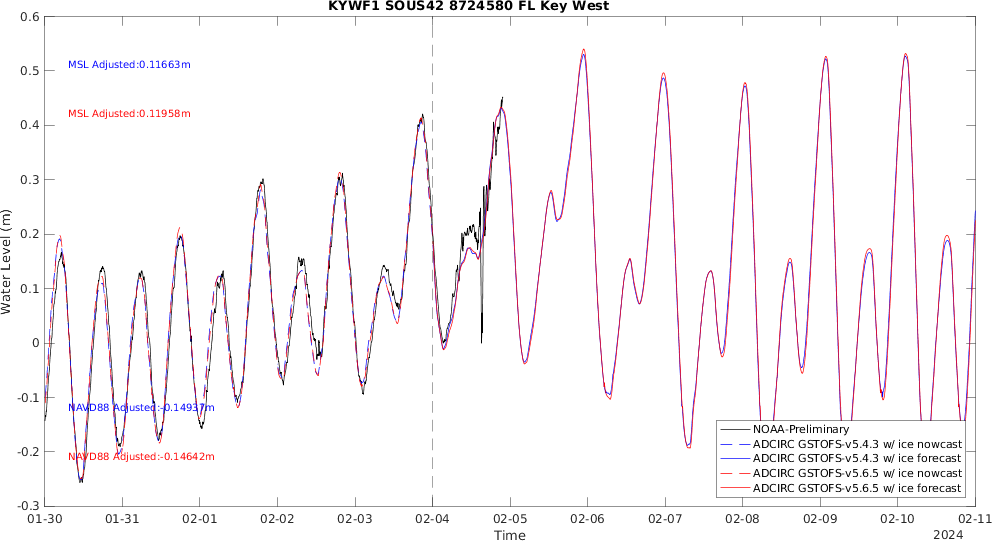 KYWF1 SOUS42 8724580 FL Key West
0.6
0.5
0.4
0.3
0.2
0.1
0
-0.1
-0.2
-0.3
Water Level (m)
MSL Adjusted:0.11663m
MSL Adjusted:0.11958m
NAVD88 Adjusted:-0.14937m
NAVD88 Adjusted:-0.14642m
NOAA-Preliminary
ADCIRC GSTOFS-v5.4.3 w/ ice nowcast
ADCIRC GSTOFS-v5.4.3 w/ ice forecast
ADCIRC GSTOFS-v5.6.5 w/ ice nowcast
ADCIRC GSTOFS-v5.6.5 w/ ice forecast
01-30 01-31 02-01 02-02 02-03 02-04 02-05 02-06 02-07 02-08 02-09 02-10 02-11
Time
2024